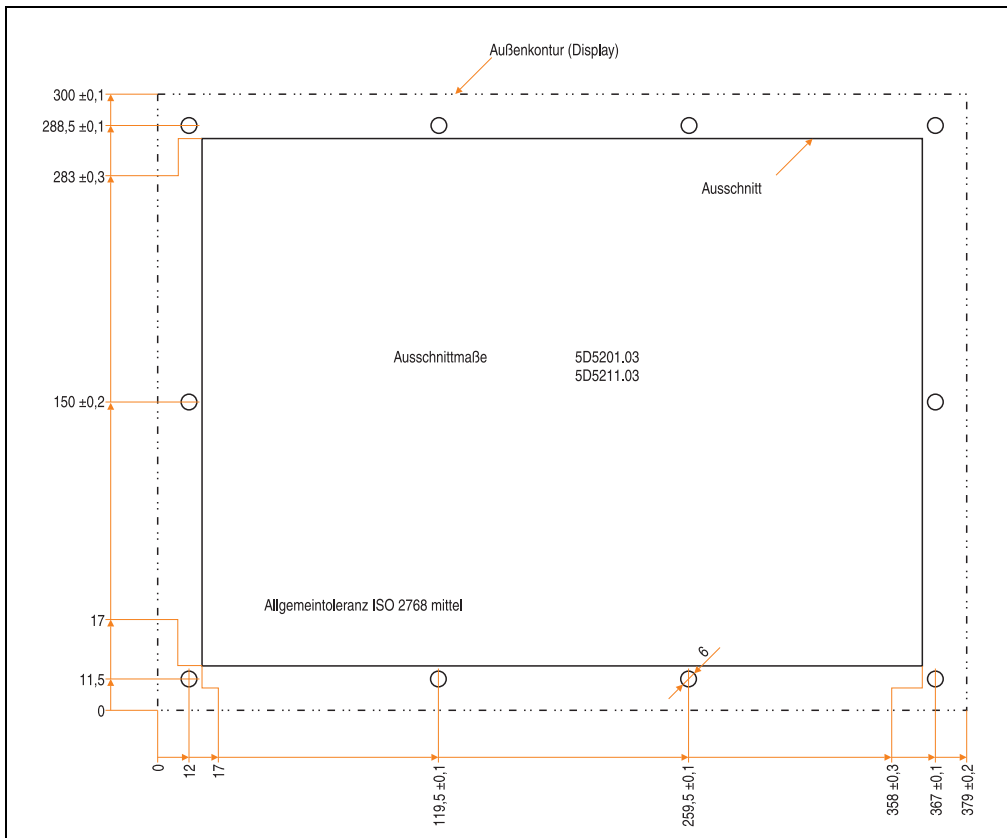 Außenkontur (Display)
300 ±0,1
288,5 ±0,1
283 ±0,3
Ausschnitt
Ausschnittmaße
5D5201.03
5D5211.03
150 ±0,2
Allgemeintoleranz ISO 2768 mittel
17
6
11,5
0
0
12
17
119,5 ±0,1
259,5 ±0,1
358 ±0,3
367 ±0,1
379 ±0,2